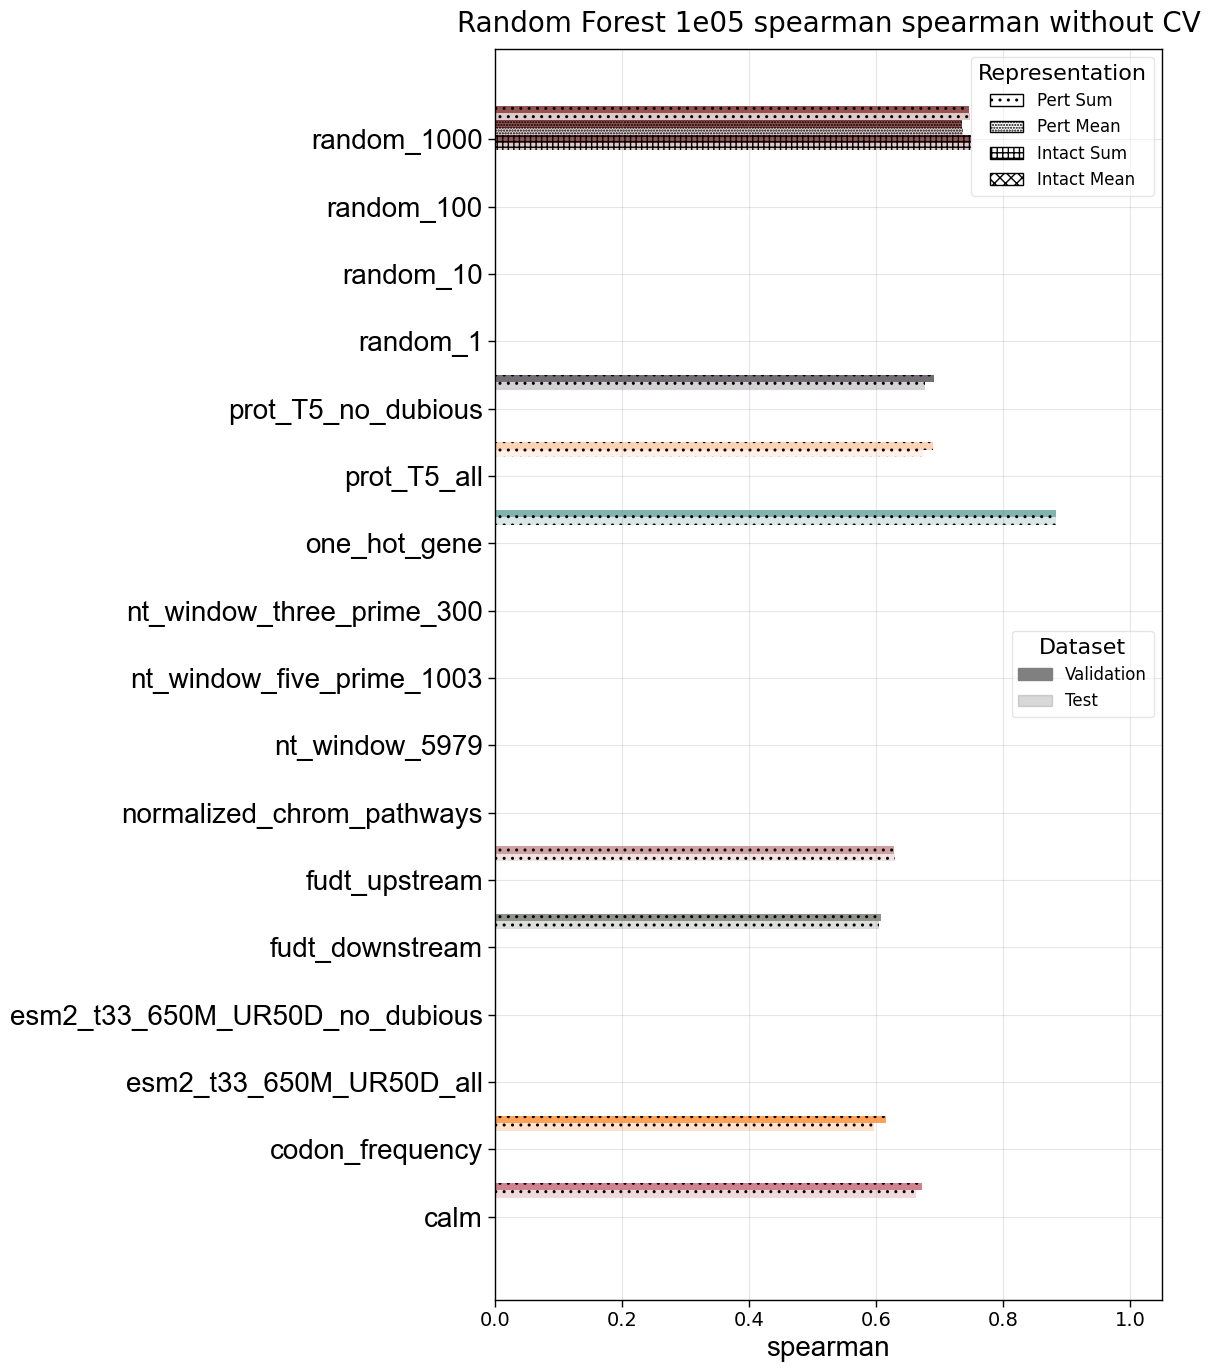 Random Forest 1e05 spearman spearman without CV
Representation
Pert Sum
Pert Mean
Intact Sum
Intact Mean
random_1000
random_100
random_10
random_1
prot_T5_no_dubious
prot_T5_all
one_hot_gene
nt_window_three_prime_300
Dataset
Validation
Test
nt_window_five_prime_1003
nt_window_5979
normalized_chrom_pathways
fudt_upstream
fudt_downstream
esm2_t33_650M_UR50D_no_dubious
esm2_t33_650M_UR50D_all
codon_frequency
calm
0.0 0.2 0.4 0.6 0.8 1.0
spearman